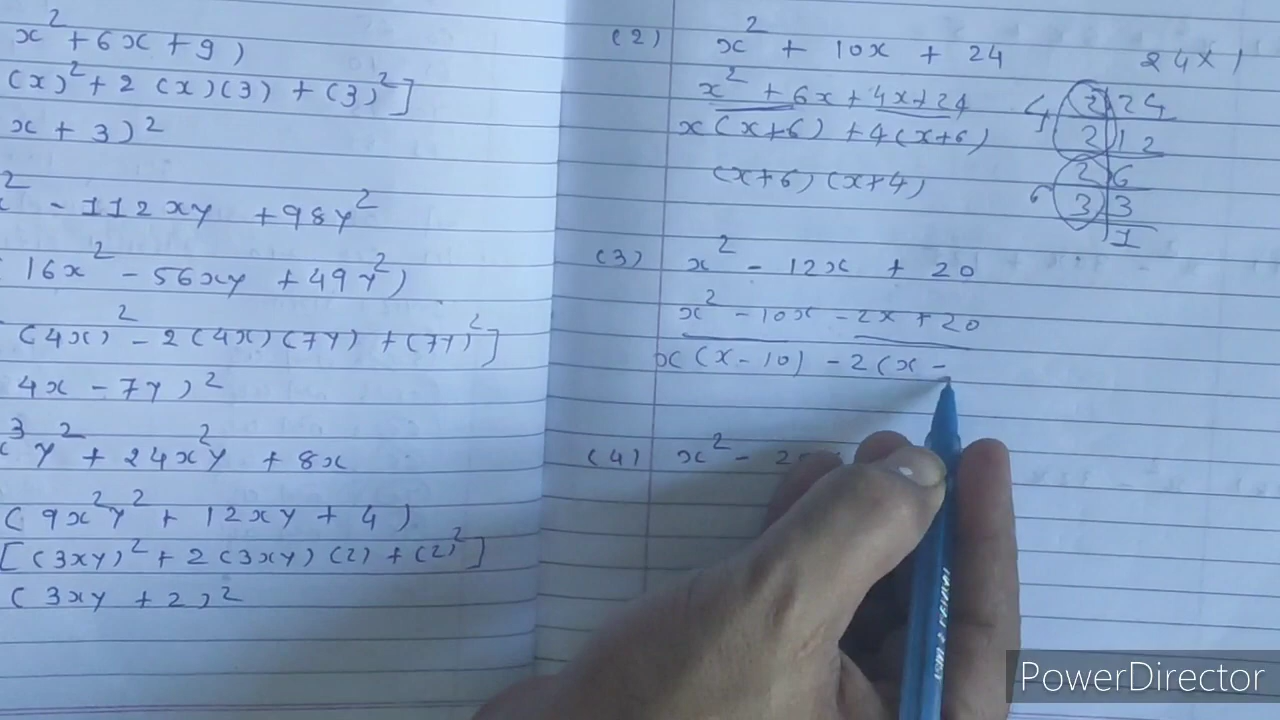 x² + 6x + 9)
(x)² + 2 (x)(3) + (3)²]
x + 3)²
² - 112xy + 98y²
16x² - 56xy + 49y²)
(4x)² - 2(4x)(7y) + (7y)²]
4x - 7y)²
³y² + 24x²y + 8x
(9x²y² + 12xy + 4)
[(3xy)² + 2(3xy)(2) + (2)²]
(3xy + 2)²
(2) x² + 10x + 24
24 × 1
x² + 6x + 4x + 24
x(x+6) + 4(x+6)
(x+6)(x+4)
4 2 24
2 12
2 6
6 3 3
1
(3) x² - 12x + 20
x² - 10x - 2x + 20
x(x - 10) - 2(x -
(4) x² - 2
PowerDirector